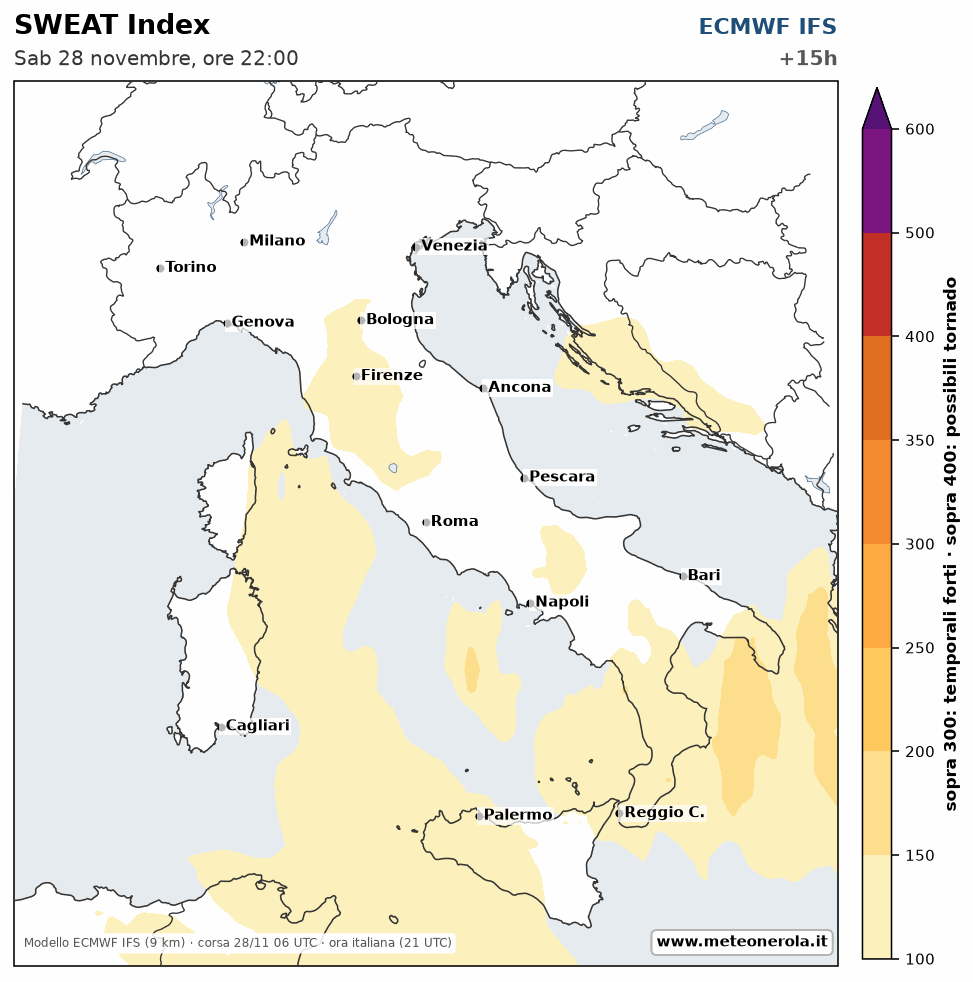 SWEAT Index
ECMWF IFS
Sab 28 novembre, ore 22:00
+15h
Milano
Venezia
Torino
Genova
Bologna
Firenze
Ancona
Pescara
Roma
Bari
Napoli
Cagliari
Palermo
Reggio C.
Modello ECMWF IFS (9 km) · corsa 28/11 06 UTC · ora italiana (21 UTC)
www.meteonerola.it
600
500
400
350
300
250
200
150
100
sopra 300: temporali forti · sopra 400: possibili tornado